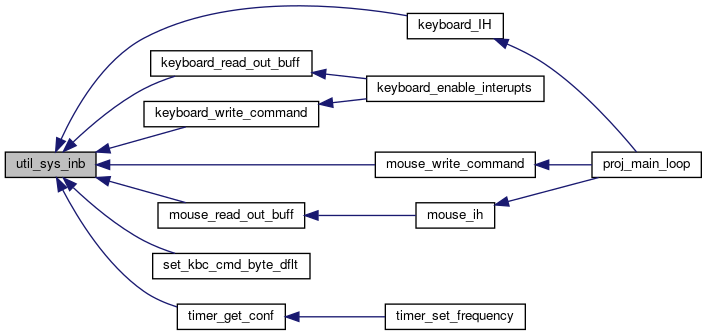 keyboard_IH
keyboard_read_out_buff
keyboard_enable_interupts
keyboard_write_command
util_sys_inb
mouse_write_command
proj_main_loop
mouse_read_out_buff
mouse_ih
set_kbc_cmd_byte_dflt
timer_get_conf
timer_set_frequency